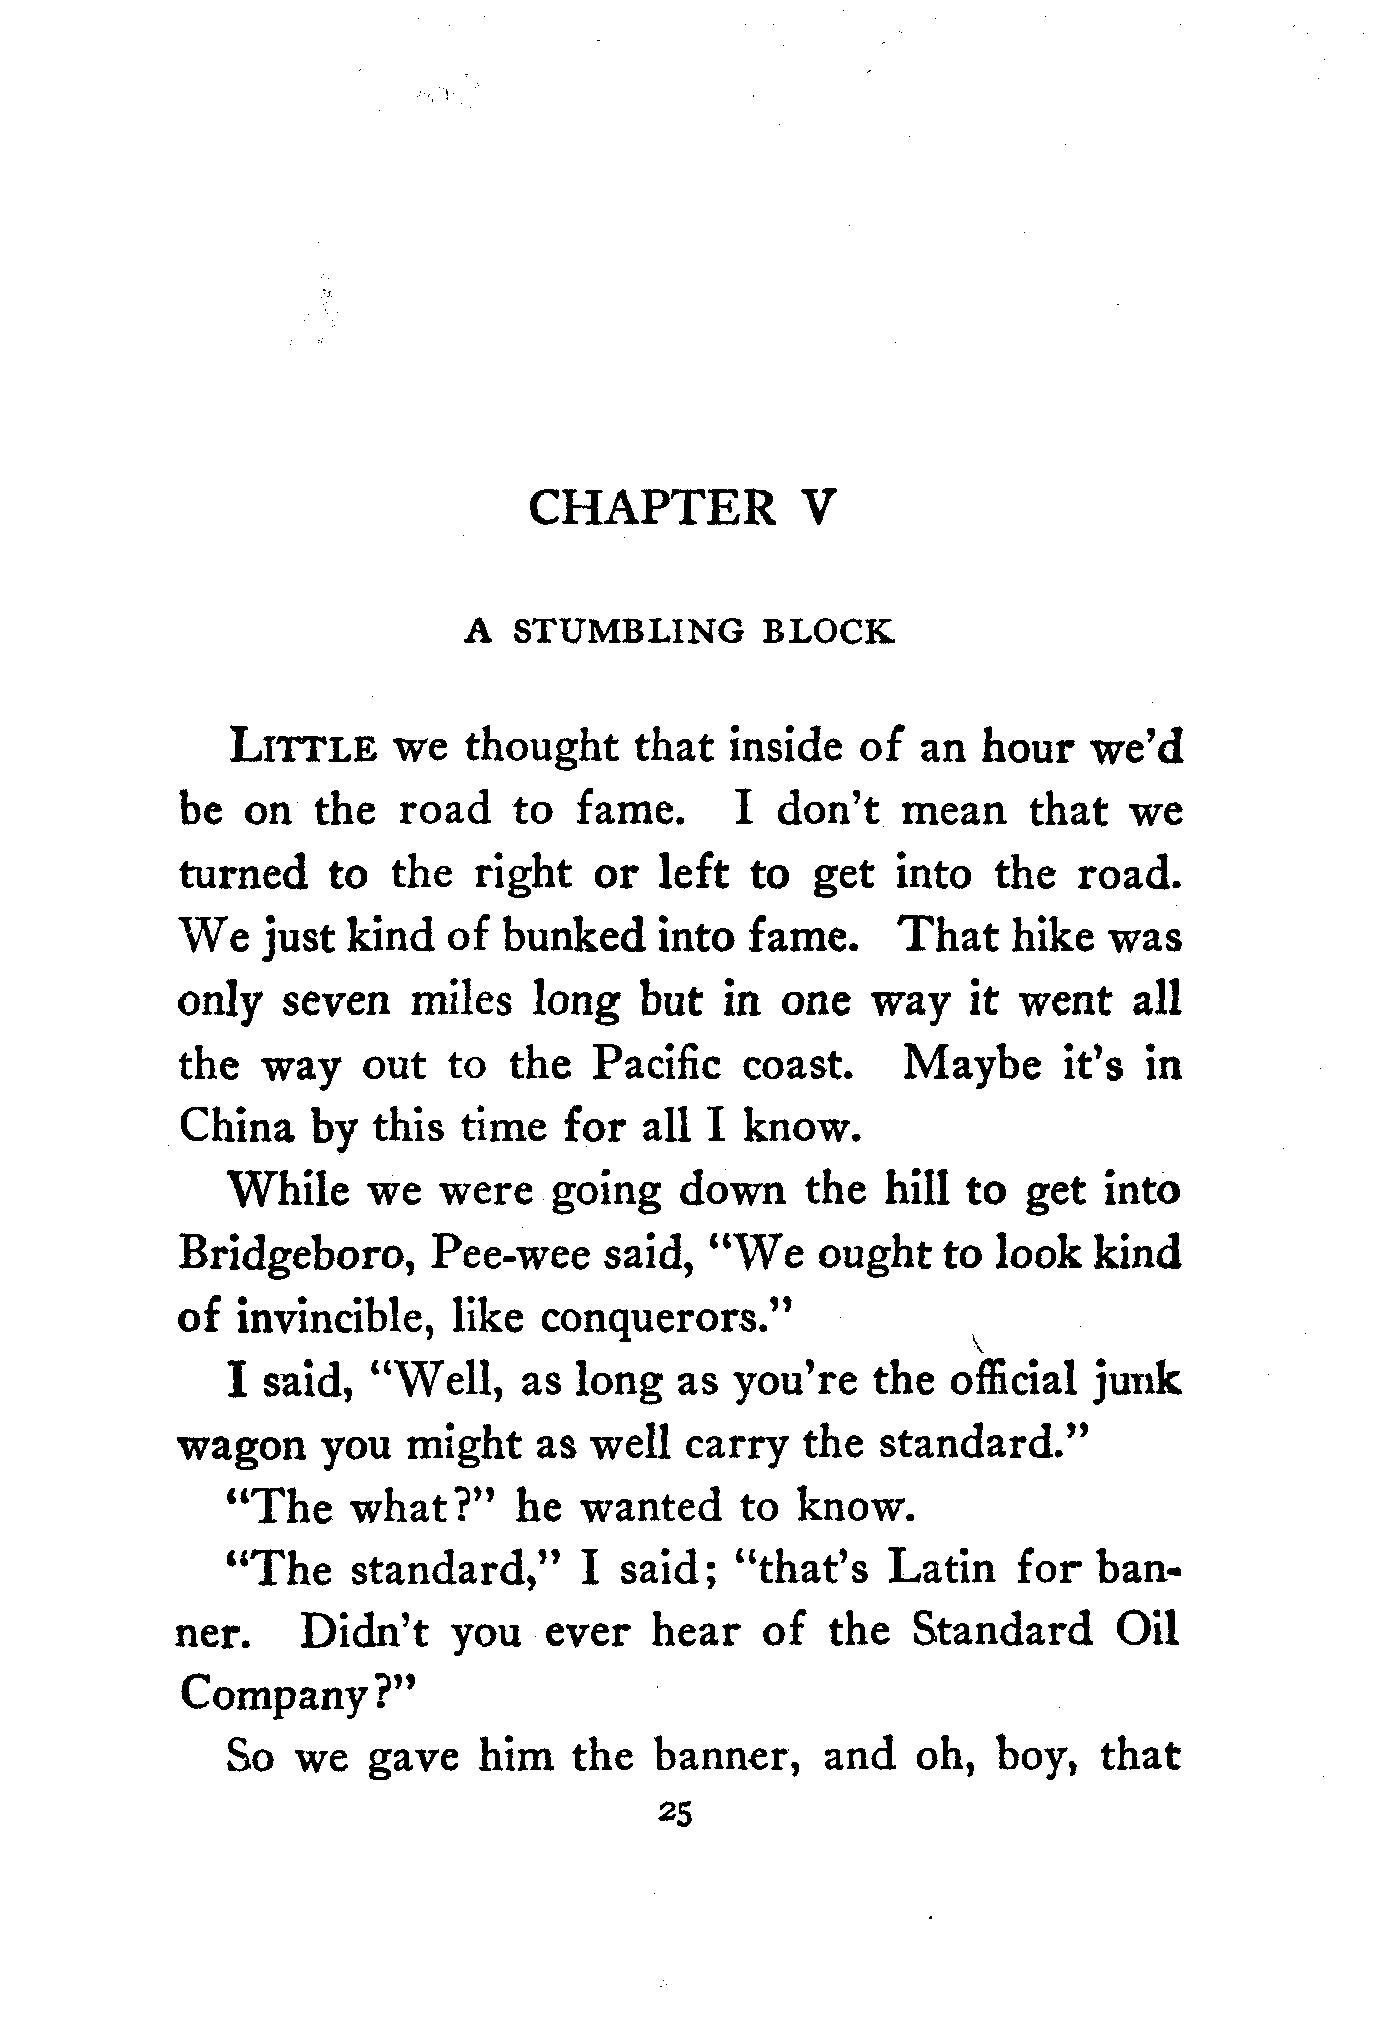 CHAPTER V
A STUMBLING BLOCK
LITTLE we thought that inside of an hour we'd
be on the road to fame. I don't mean that we
turned to the right or left to get into the road.
We just kind of bunked into fame. That hike was
only seven miles long but in one way it went all
the way out to the Pacific coast. Maybe it's in
China by this time for all I know.
While we were going down the hill to get into
Bridgeboro, Pee-wee said, "We ought to look kind
of invincible, like conquerors."
I said, "Well, as long as you're the official junk
wagon you might as well carry the standard."
"The what?" he wanted to know.
"The standard," I said; "that's Latin for ban-
ner. Didn't you ever hear of the Standard Oil
Company?"
So we gave him the banner, and oh, boy, that
25